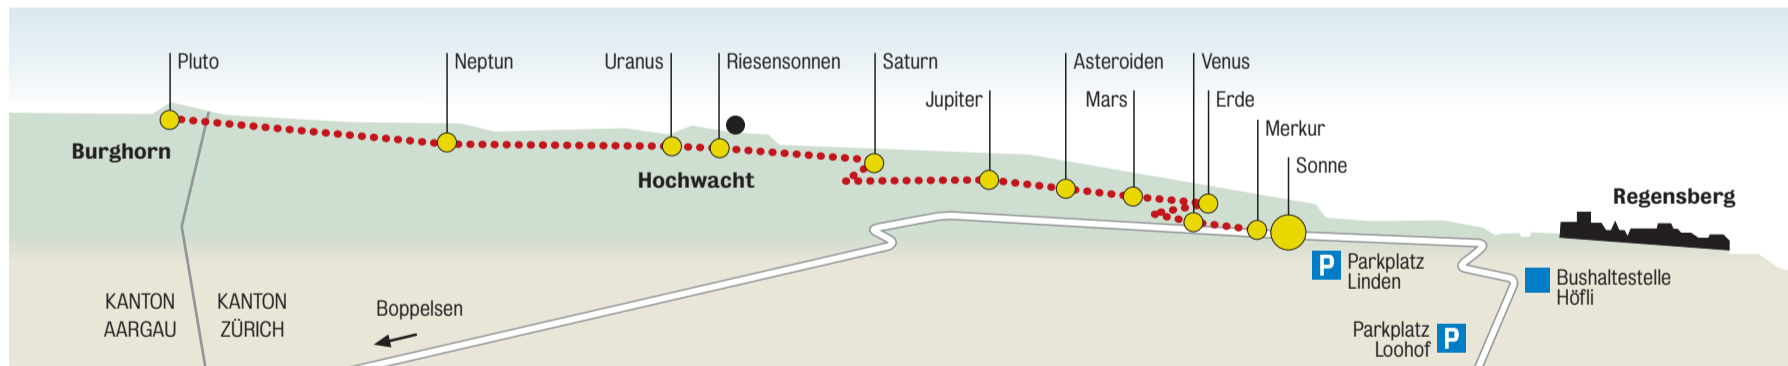 Pluto
Neptun
Uranus
Riesensonnen
Saturn
Asteroiden
Venus
Jupiter
Mars
Erde
Merkur
Sonne
Burghorn
Hochwacht
Regensberg
P
Parkplatz
Linden
Bushaltestelle
Höfli
KANTON
AARGAU
KANTON
ZÜRICH
Boppelsen
Parkplatz
Loohof
P